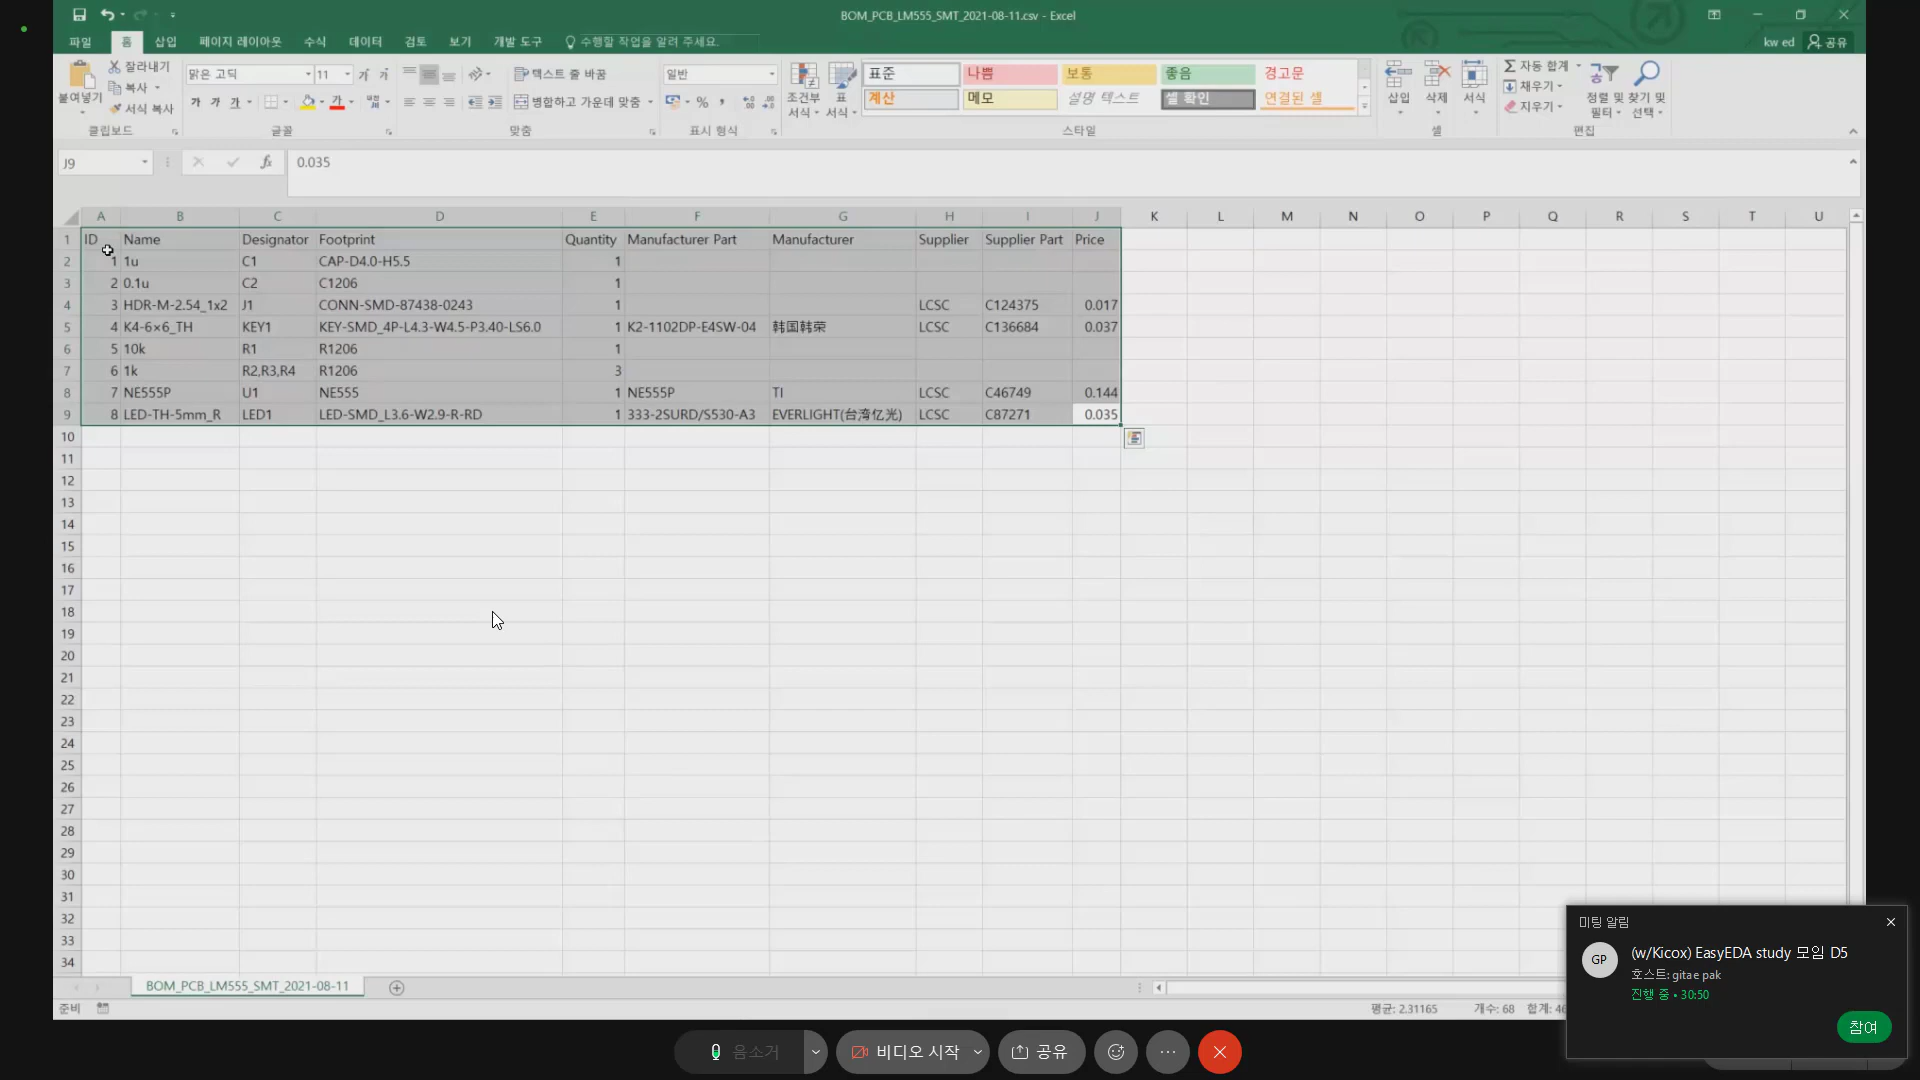 BOM_PCB_LM555_SMT_2021-08-11.csv - Excel
파일 홈 삽입 페이지 레이아웃 수식 데이터 검토 보기 개발 도구 수행할 작업을 알려 주세요. kw ed 공유
붙여넣기 잘라내기 복사 서식 복사
맑은 고딕 11 가 가
가 가 가
텍스트 줄 바꿈
병합하고 가운데 맞춤
일반
%
조건부 서식 표 서식
표준 나쁨 보통 좋음 경고문
계산 메모 설명 텍스트 셀 확인 연결된 셀
삽입 삭제 서식
자동 합계
채우기
지우기
정렬 및 필터 찾기 및 선택
클립보드 글꼴 맞춤 표시 형식 스타일 셀 편집
J9 fx 0.035
A B C D E F G H I J K L M N O P Q R S T U
1 ID Name Designator Footprint Quantity Manufacturer Part Manufacturer Supplier Supplier Part Price
2 1 1u C1 CAP-D4.0-H5.5 1
3 2 0.1u C2 C1206 1
4 3 HDR-M-2.54_1x2 J1 CONN-SMD-87438-0243 1 LCSC C124375 0.017
5 4 K4-6×6_TH KEY1 KEY-SMD_4P-L4.3-W4.5-P3.40-LS6.0 1 K2-1102DP-E4SW-04 韩国韩荣 LCSC C136684 0.037
6 5 10k R1 R1206 1
7 6 1k R2,R3,R4 R1206 3
8 7 NE555P U1 NE555 1 NE555P TI LCSC C46749 0.144
9 8 LED-TH-5mm_R LED1 LED-SMD_L3.6-W2.9-R-RD 1 333-2SURD/S530-A3 EVERLIGHT(台湾亿光) LCSC C87271 0.035
10
11
12
13
14
15
16
17
18
19
20
21
22
23
24
25
26
27
28
29
30
31
32
33
34
BOM_PCB_LM555_SMT_2021-08-11
준비 평균: 2.31165 개수: 68 합계: 46
미팅 알림
GP (w/Kicox) EasyEDA study 모임 D5
호스트: gitae pak
진행 중 • 30:50
참여
음소거 비디오 시작 공유